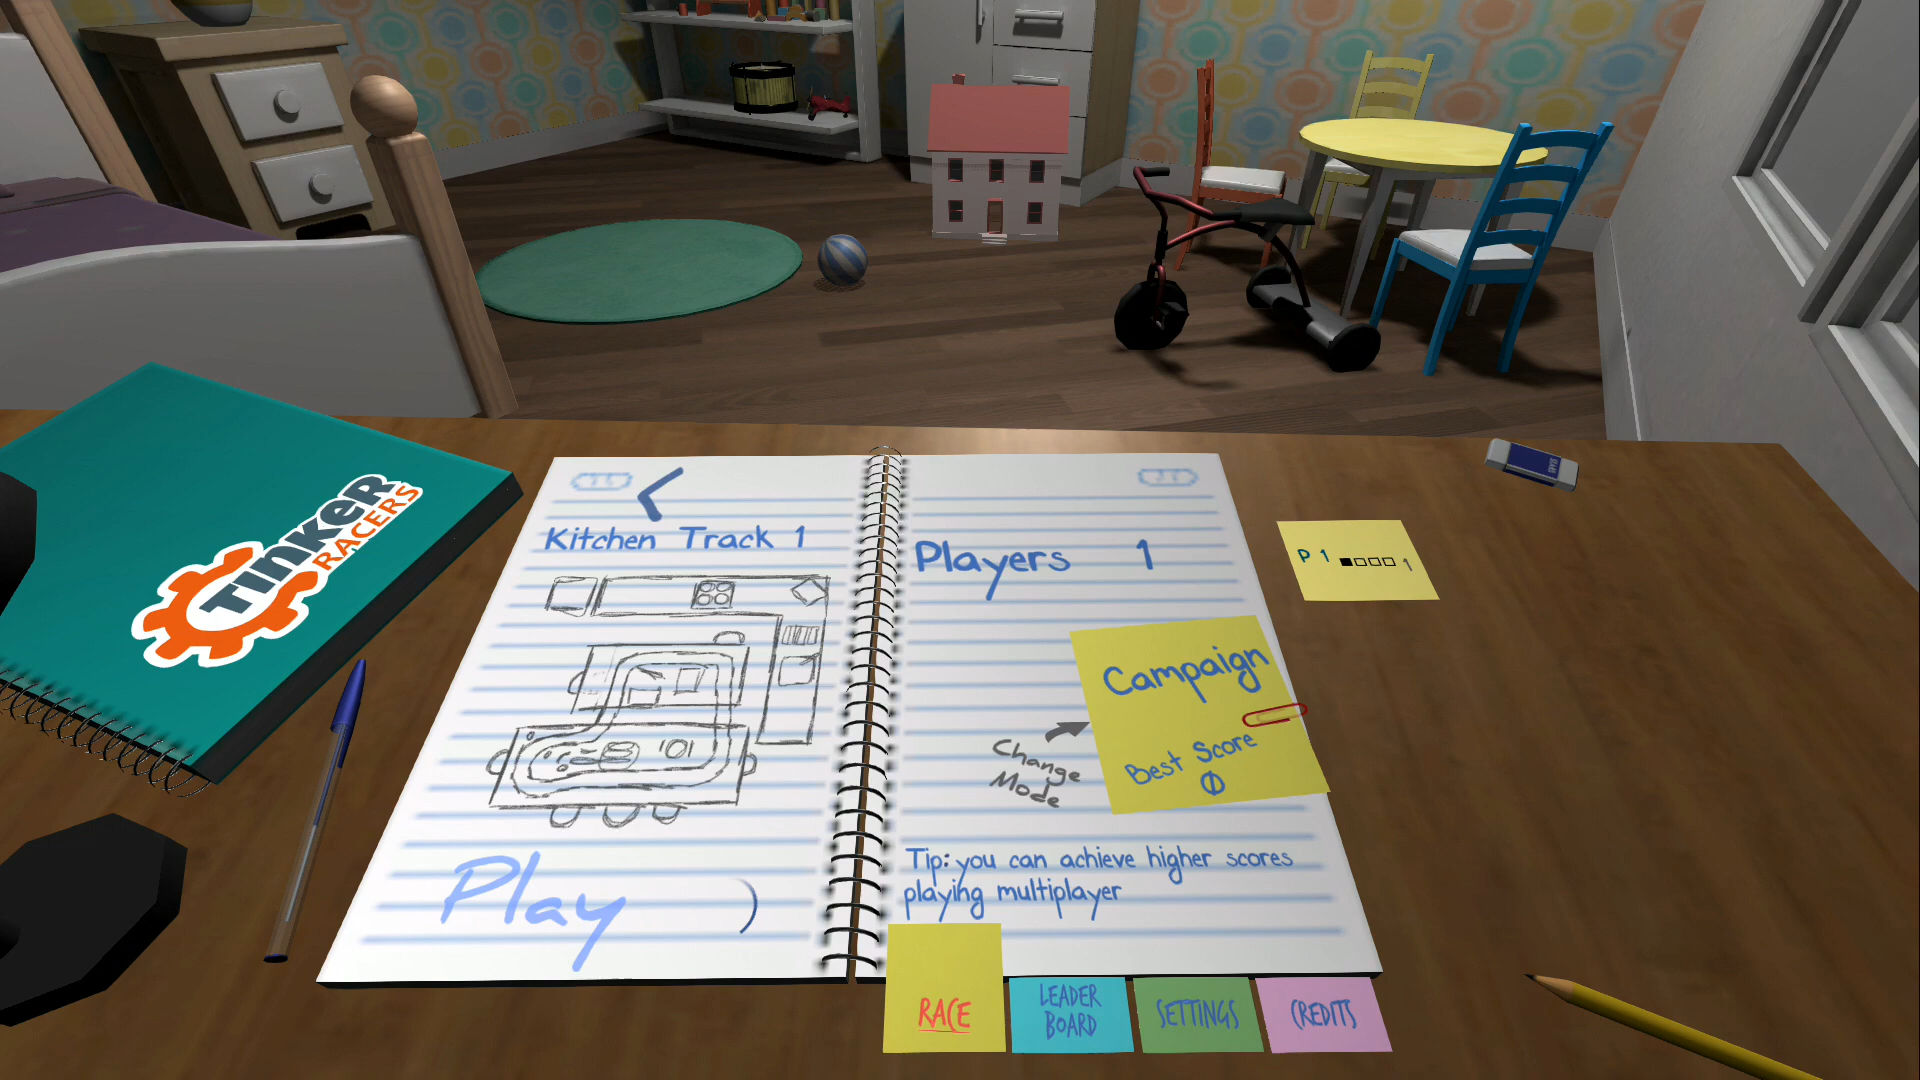 TINKER
RACERS
Kitchen Track 1
Play
Players 1
P 1 1
Campaign
Best Score
0
Change
Mode
Tip: you can achieve higher scores
playing multiplayer
RACE
LEADER
BOARD
SETTINGS
CREDITS